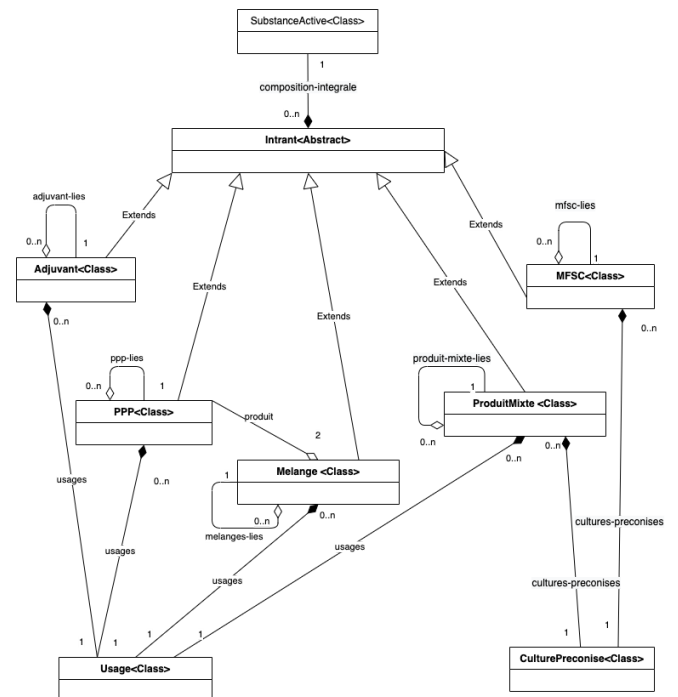 SubstanceActive<Class>
1
composition-integrale
0..n
Intrant<Abstract>
adjuvant-lies
mfsc-lies
Extends
Extends
0..n
1
0..n
1
Adjuvant<Class>
MFSC<Class>
Extends
Extends
Extends
0..n
0..n
ppp-lies
produit-mixte-lies
0..n
1
1
PPP<Class>
ProduitMixte <Class>
produit
2
0..n
0..n
0..n
Melange <Class>
usages
0..n
1
0..n
0..n
melanges-lies
cultures-preconises
usages
usages
usages
cultures-preconises
1
1
1
1
1
1
Usage<Class>
CulturePreconise<Class>